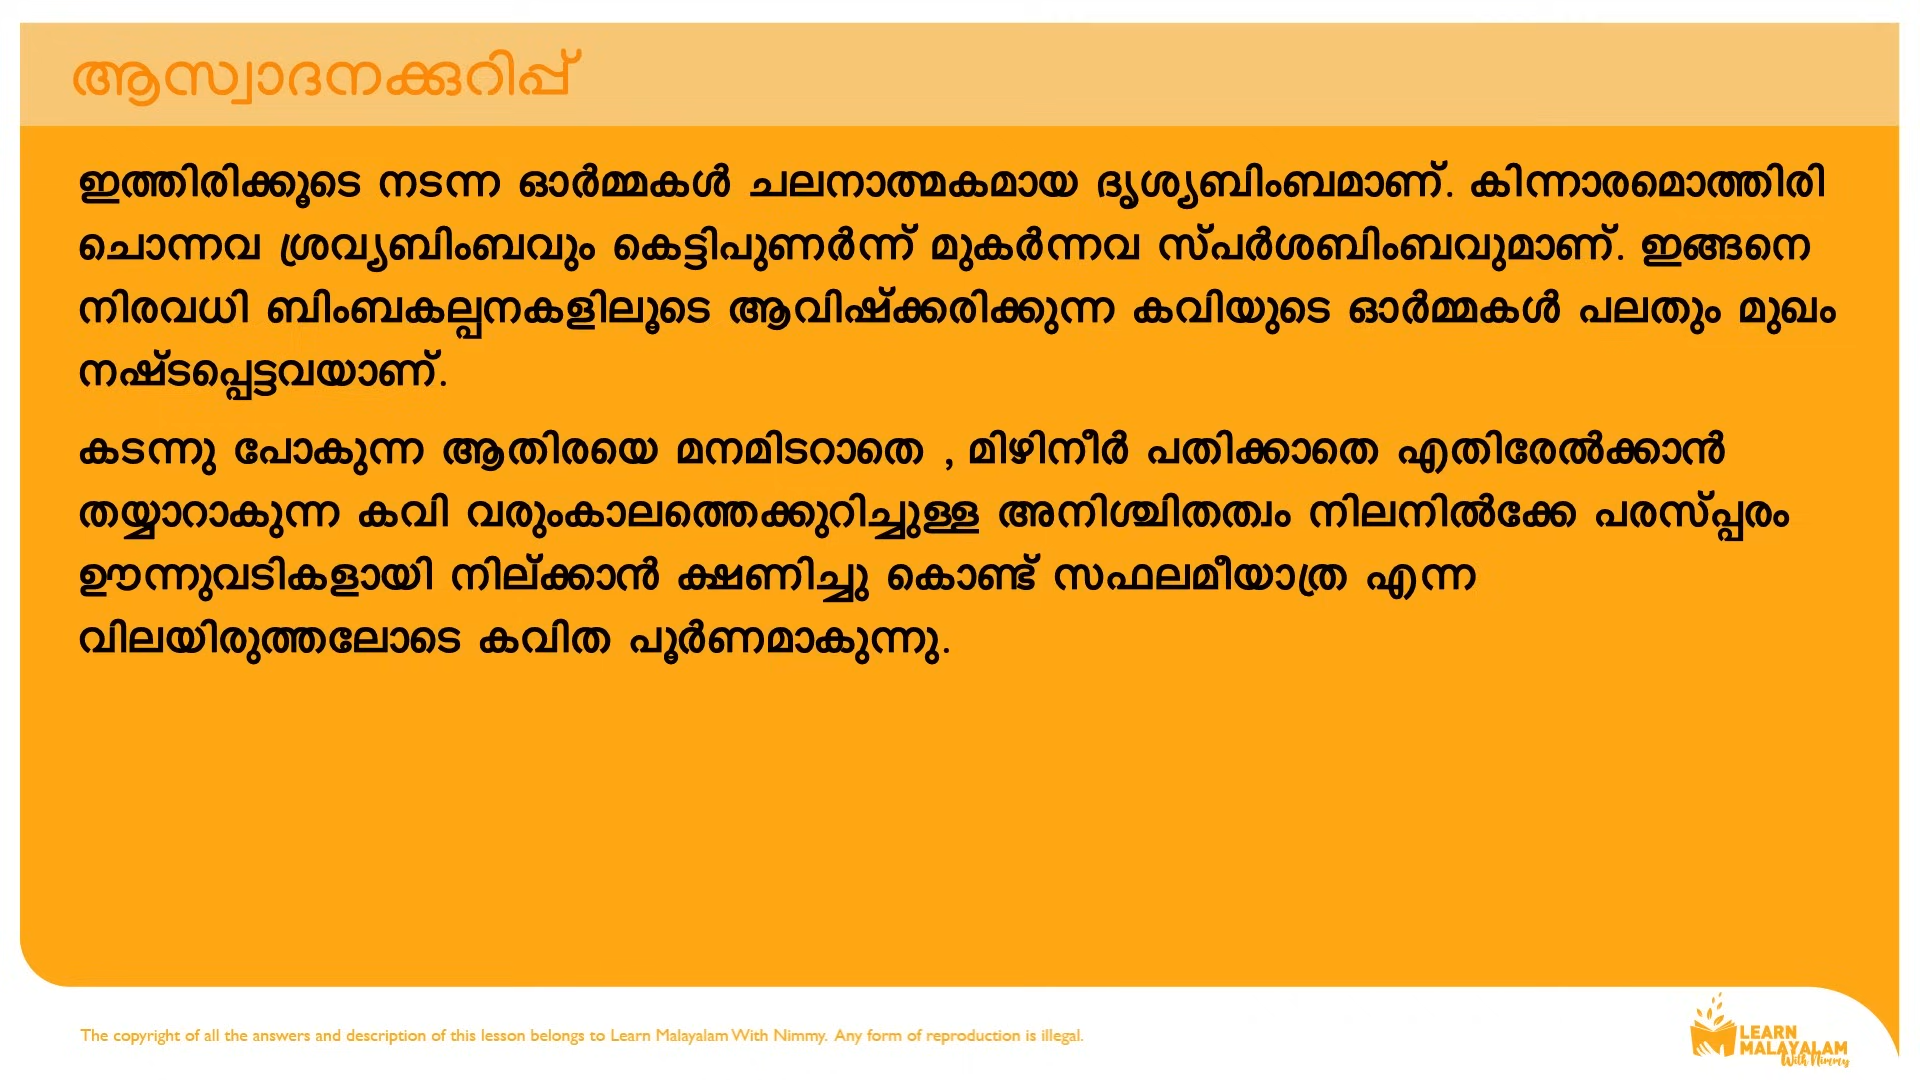 ആസ്വാദനക്കുറിപ്പ്
ഇത്തിരിക്കൂടെ നടന്ന ഓർമ്മകൾ ചലനാത്മകമായ ദൃശ്യബിംബമാണ്. കിന്നാരമൊത്തിരി
ചൊന്നവ ശ്രവ്യബിംബവും കെട്ടിപുണർന്ന് മുകർന്നവ സ്പർശബിംബവുമാണ്. ഇങ്ങനെ
നിരവധി ബിംബകല്പനകളിലൂടെ ആവിഷ്ക്കരിക്കുന്ന കവിയുടെ ഓർമ്മകൾ പലതും മുഖം
നഷ്ടപ്പെട്ടവയാണ്.
കടന്നു പോകുന്ന ആതിരയെ മനമിടറാതെ , മിഴിനീർ പതിക്കാതെ എതിരേൽക്കാൻ
തയ്യാറാകുന്ന കവി വരുംകാലത്തെക്കുറിച്ചുള്ള അനിശ്ചിതത്വം നിലനിൽക്കേ പരസ്പ്പരം
ഊന്നുവടികളായി നില്ക്കാൻ ക്ഷണിച്ചു കൊണ്ട് സഫലമീയാത്ര എന്ന
വിലയിരുത്തലോടെ കവിത പൂർണമാകുന്നു.
The copyright of all the answers and description of this lesson belongs to Learn Malayalam With Nimmy. Any form of reproduction is illegal.
LEARN
MALAYALAM
With Nimmy